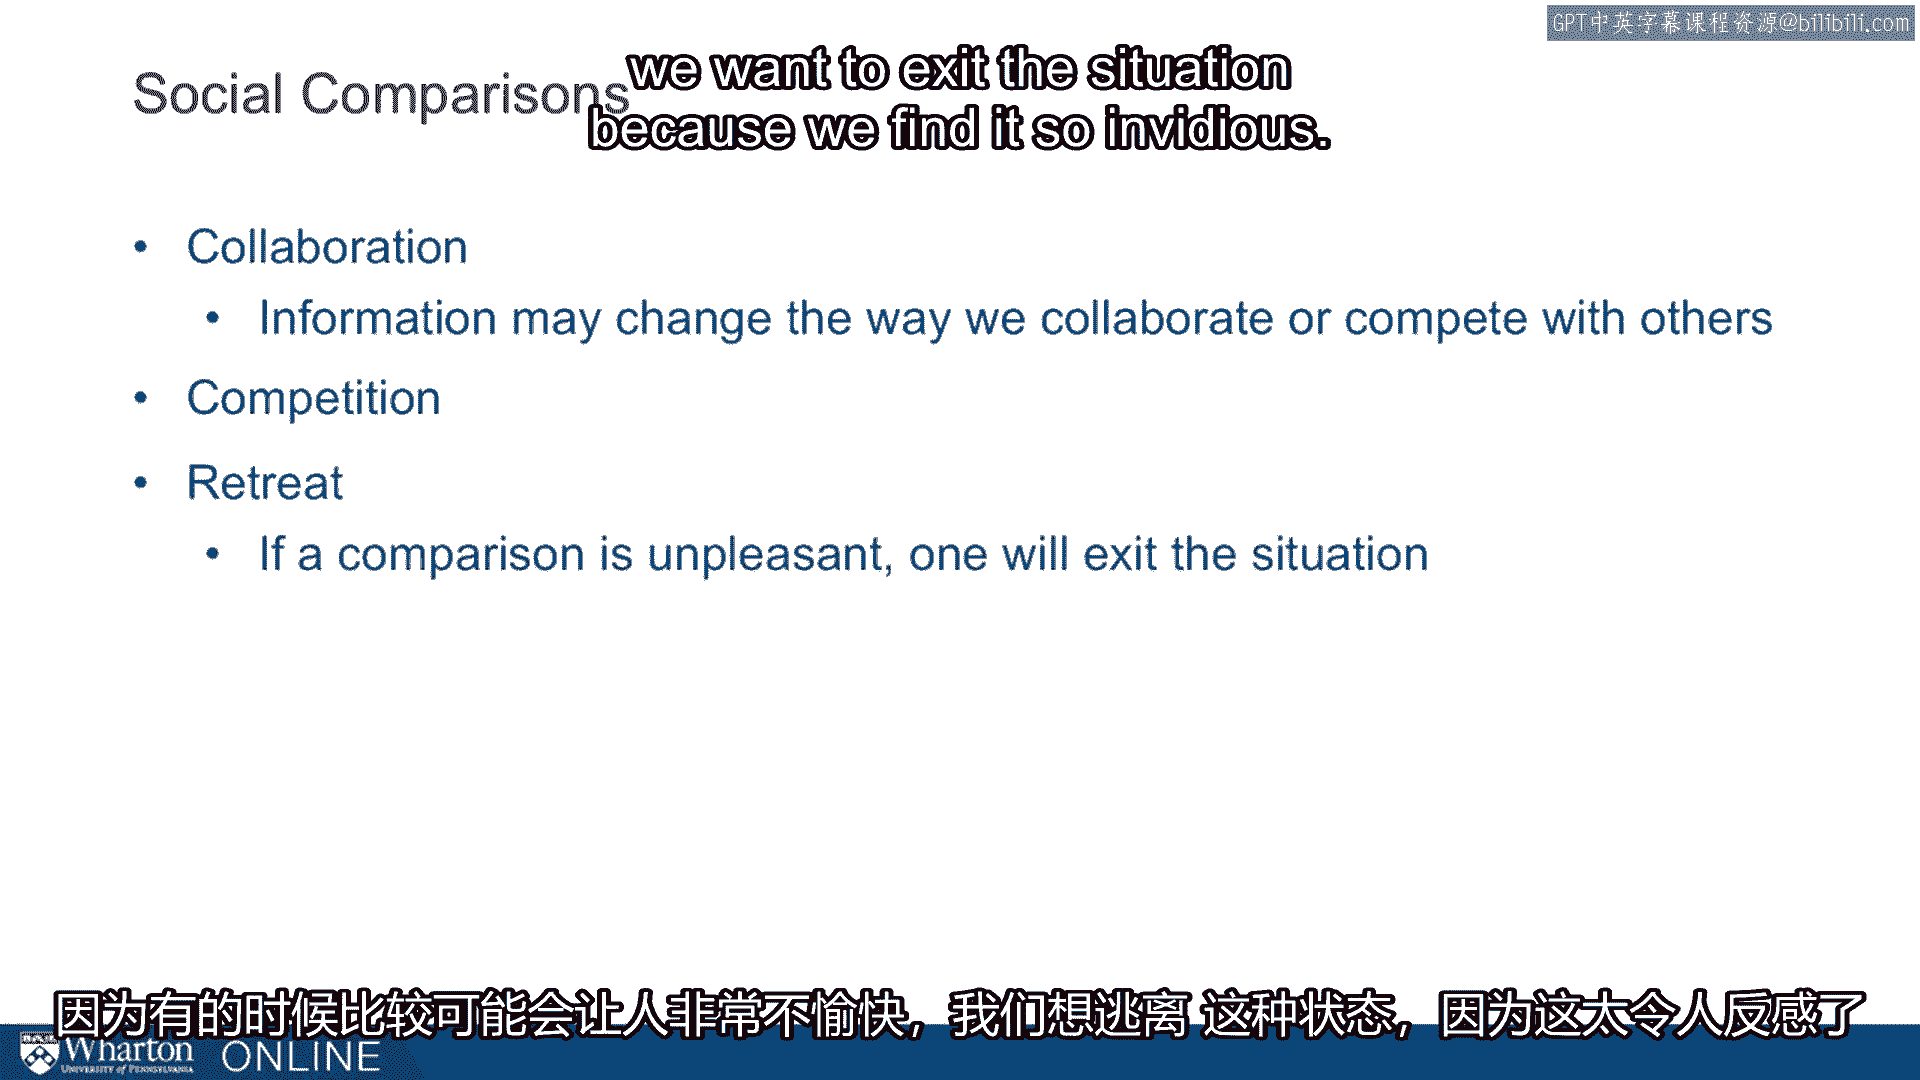 GPT中英字幕课程资源@bilibili.com
we want to exit the situation
because we find it so invidious.
Social Comparisons
• Collaboration
• Information may change the way we collaborate or compete with others
• Competition
• Retreat
• If a comparison is unpleasant, one will exit the situation
因为有的时候比较可能会让人非常不愉快，我们想逃离 这种状态，因为这太令人反感了
Wharton ONLINE
UNIVERSITY of PENNSYLVANIA